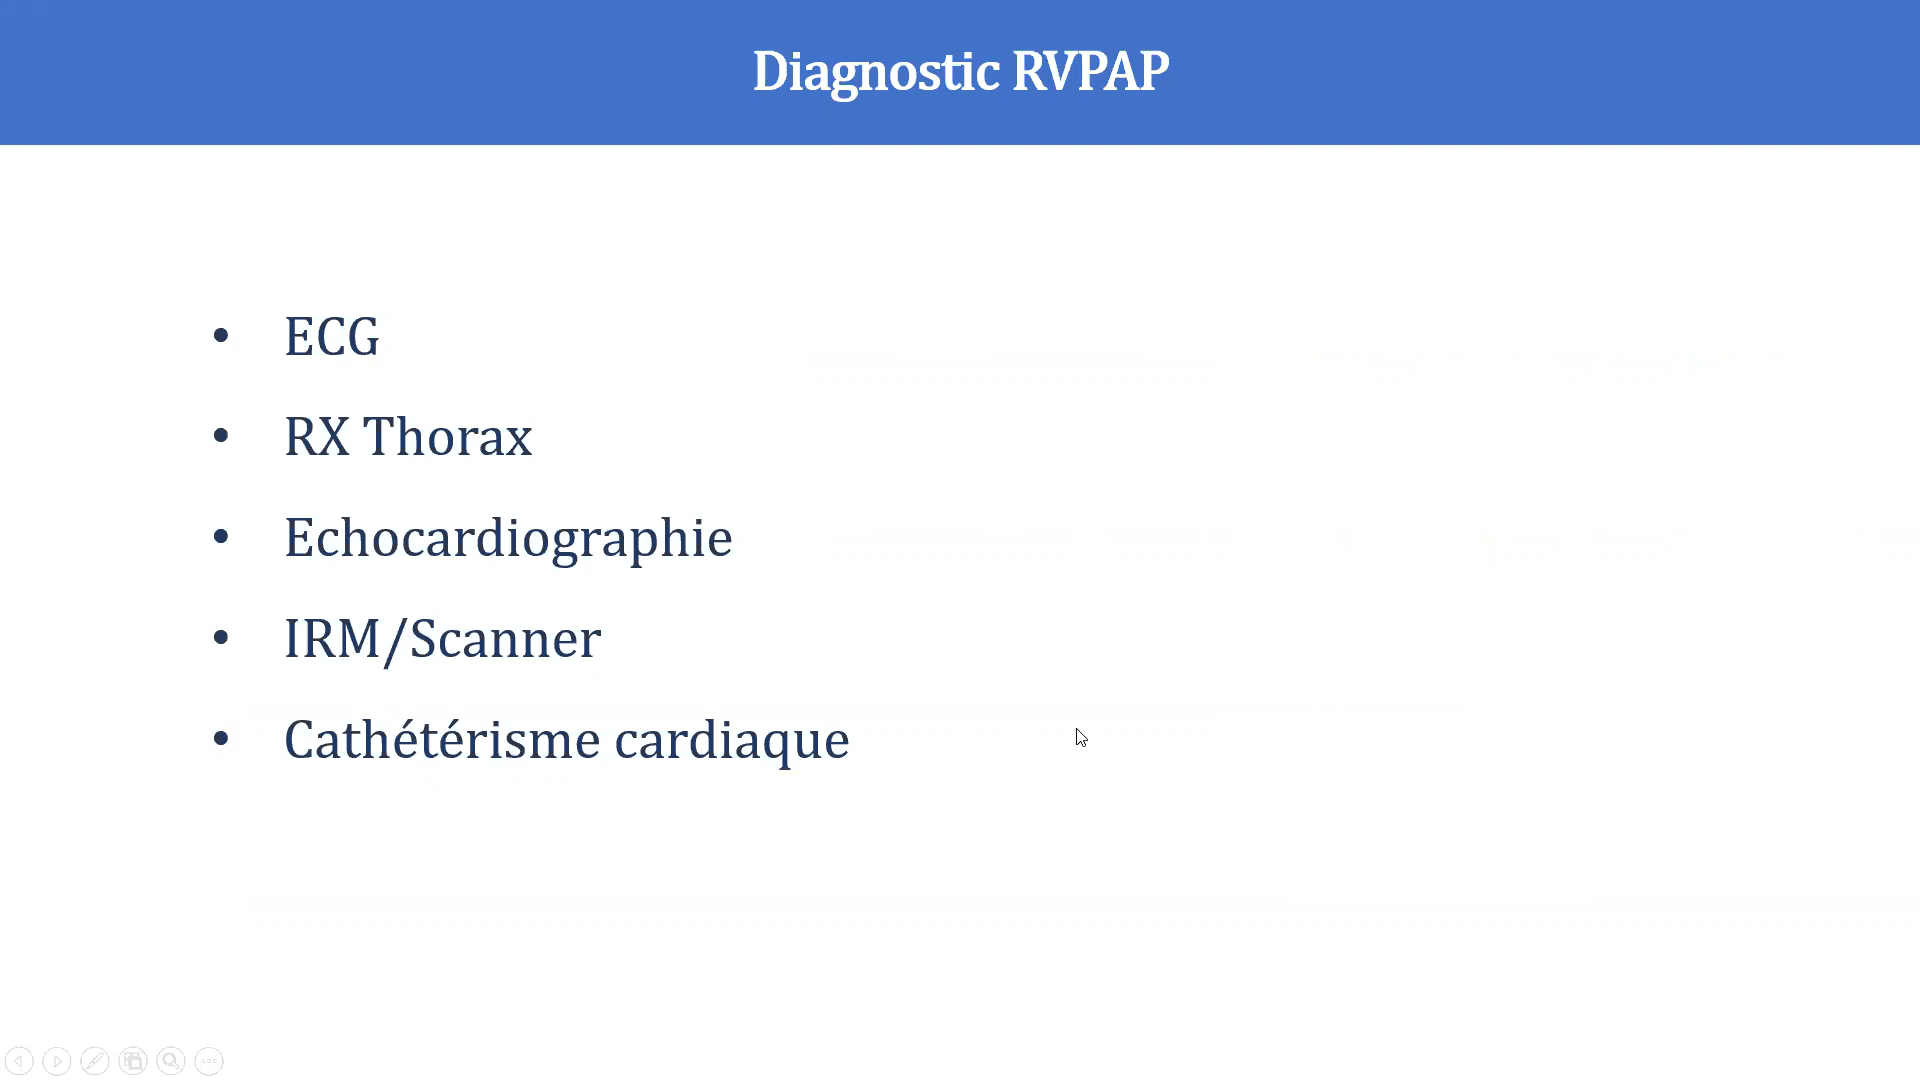 Diagnostic RVPAP
• ECG
• RX Thorax
• Echocardiographie
• IRM/Scanner
• Cathétérisme cardiaque